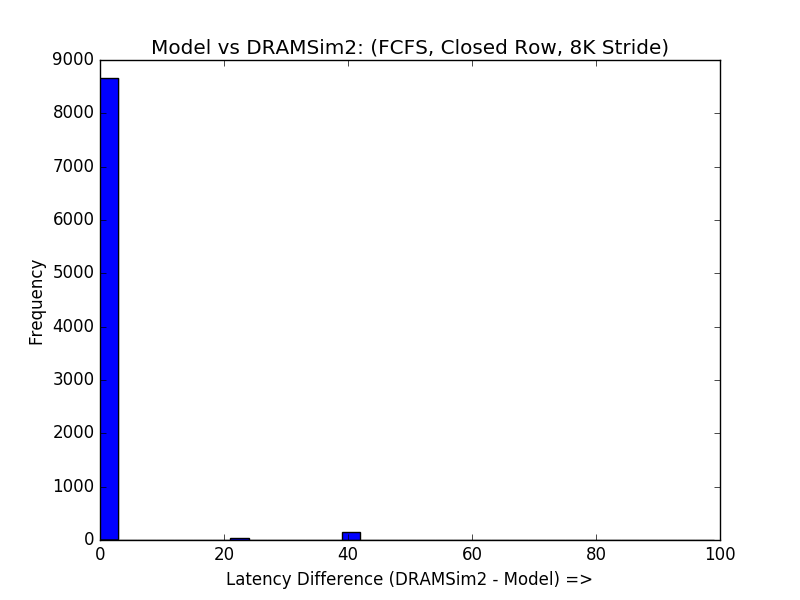 Model vs DRAMSim2: (FCFS, Closed Row, 8K Stride)
9000
8000
7000
6000
5000
4000
3000
2000
1000
0
Frequency
0 20 40 60 80 100
Latency Difference (DRAMSim2 - Model) =>